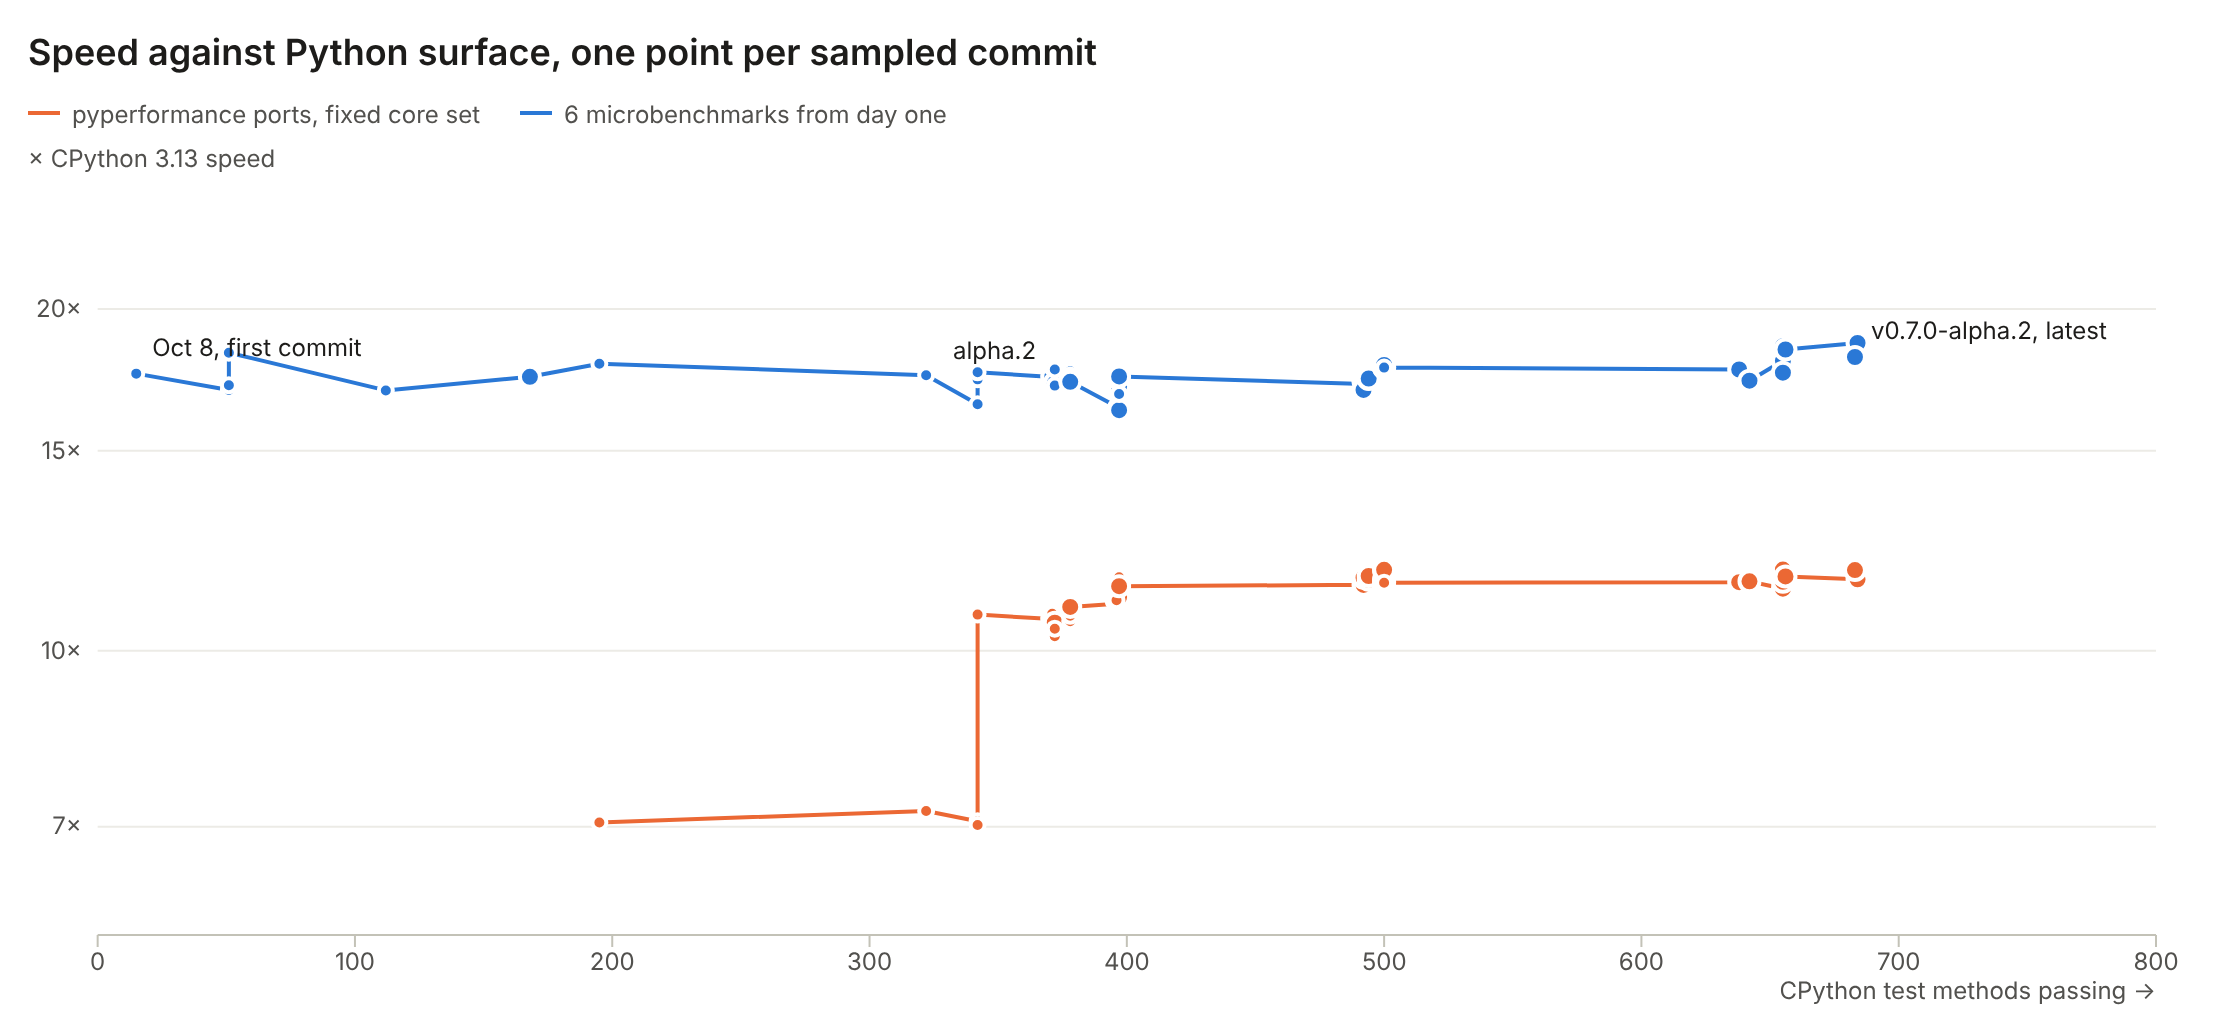 Speed against Python surface, one point per sampled commit
pyperformance ports, fixed core set
6 microbenchmarks from day one
× CPython 3.13 speed
20×
Oct 8, first commit
alpha.2
v0.7.0-alpha.2, latest
15×
10×
7×
0 100 200 300 400 500 600 700 800
CPython test methods passing →